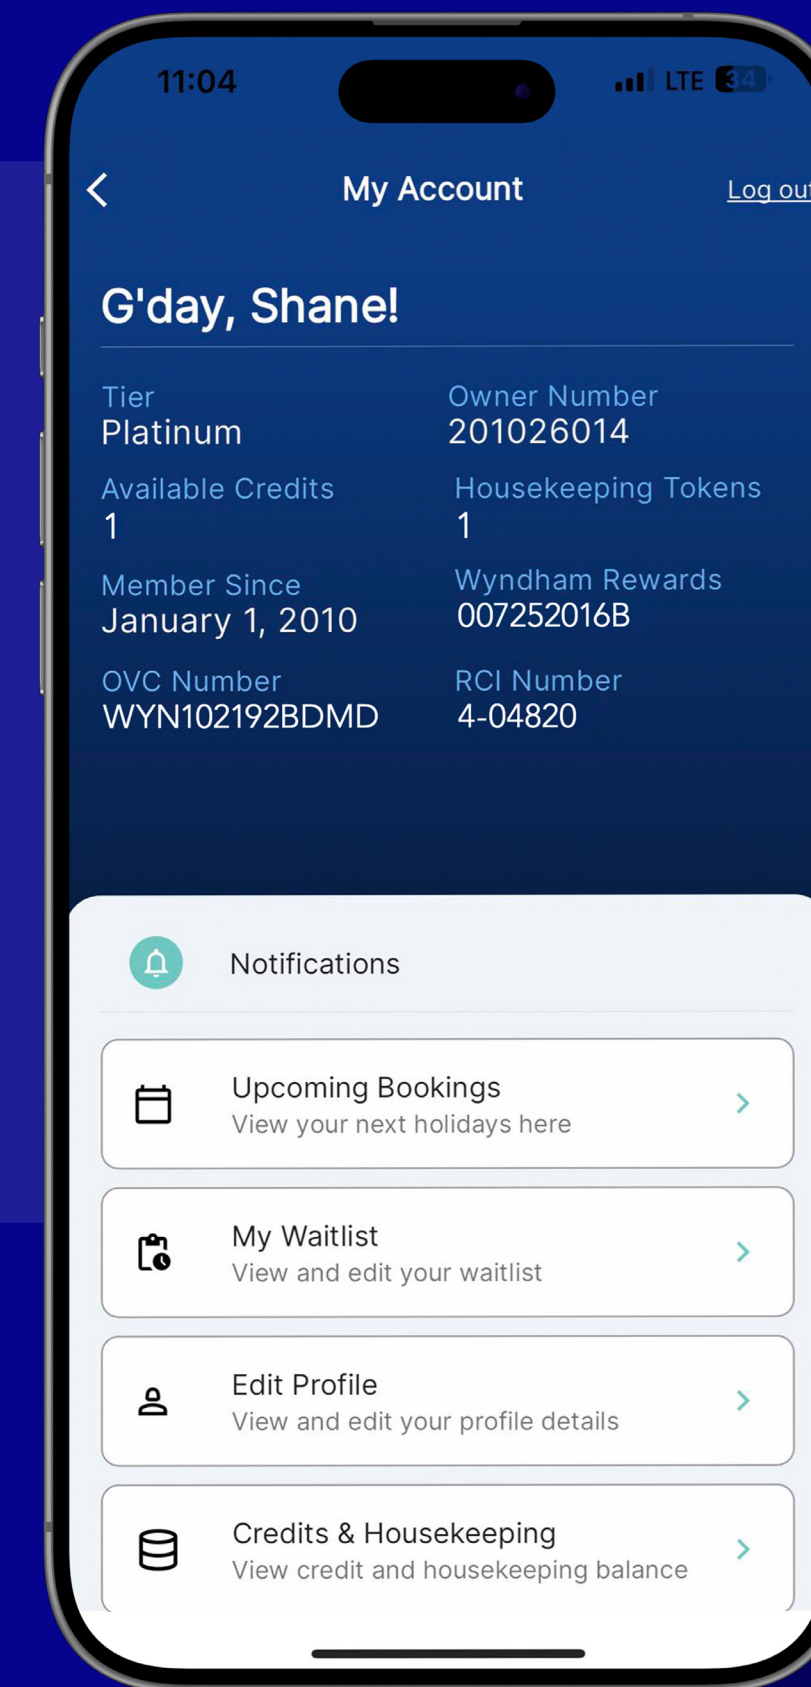 11:04
LTE 34
My Account
Log out
G'day, Shane!
Tier
Platinum
Owner Number
201026014
Available Credits
1
Housekeeping Tokens
1
Member Since
January 1, 2010
Wyndham Rewards
007252016B
OVC Number
WYN102192BDMD
RCI Number
4-04820
Notifications
Upcoming Bookings
View your next holidays here
My Waitlist
View and edit your waitlist
Edit Profile
View and edit your profile details
Credits & Housekeeping
View credit and housekeeping balance